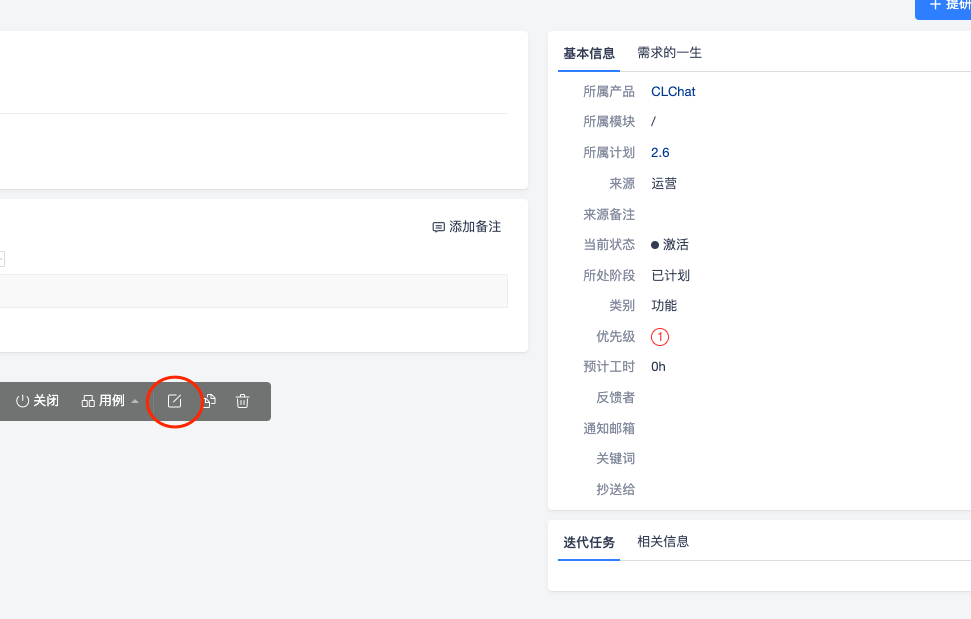 提研
基本信息 需求的一生
所属产品 CLChat
所属模块 /
所属计划 2.6
来源 运营
来源备注
添加备注
当前状态 激活
所处阶段 已计划
类别 功能
优先级 1
预计工时 0h
关闭 用例
反馈者
通知邮箱
关键词
抄送给
迭代任务 相关信息